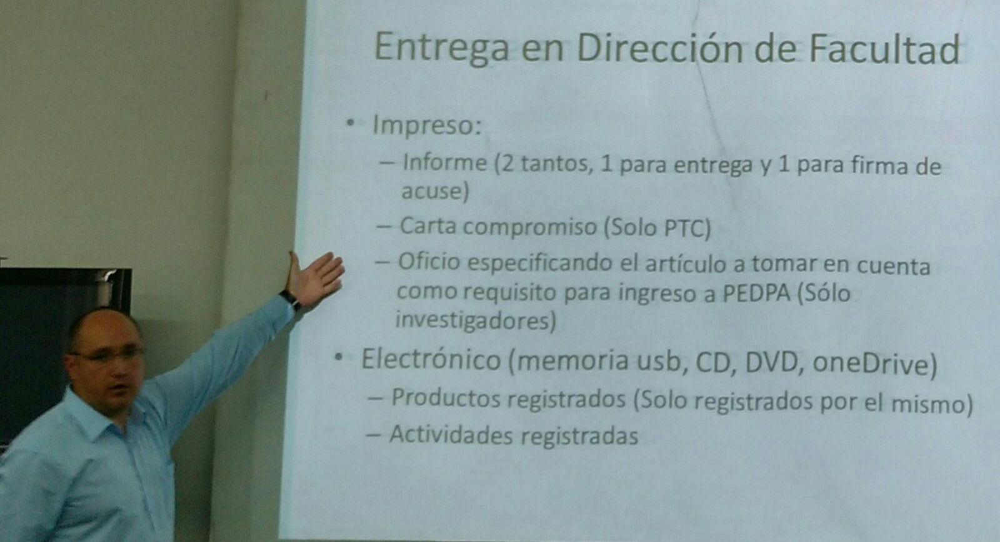 Entrega en Dirección de Facultad
• Impreso:
– Informe (2 tantos, 1 para entrega y 1 para firma de
acuse)
– Carta compromiso (Solo PTC)
– Oficio especificando el artículo a tomar en cuenta
como requisito para ingreso a PEDPA (Sólo
investigadores)
• Electrónico (memoria usb, CD, DVD, oneDrive)
– Productos registrados (Solo registrados por el mismo)
– Actividades registradas